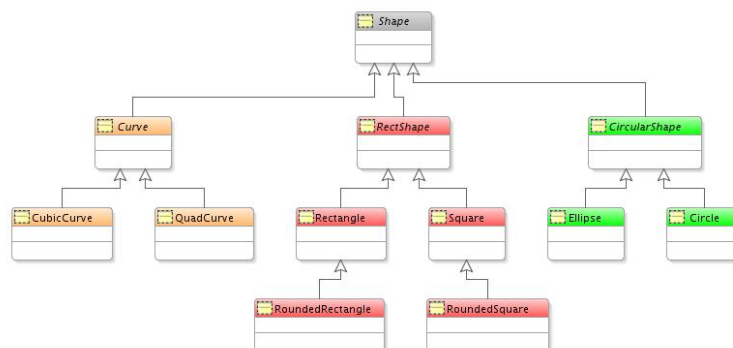 Shape
Curve
RectShape
CircularShape
CubicCurve
QuadCurve
Rectangle
Square
Ellipse
Circle
RoundedRectangle
RoundedSquare